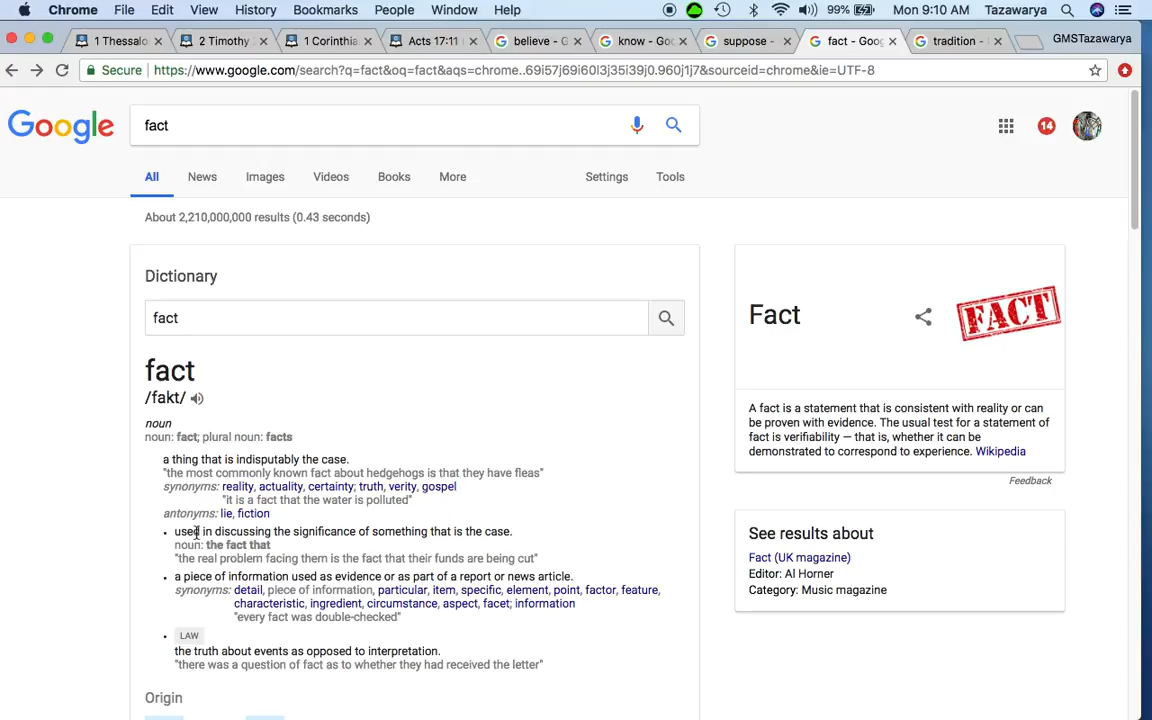 Chrome File Edit View History Bookmarks People Window Help 99% Mon 9:10 AM Tazawarya
1 Thessalo 2 Timothy 1 Corinthia Acts 17:11 believe - G know - Goo suppose - fact - Goog tradition - GMSTazawarya
Secure https://www.google.com/search?q=fact&oq=fact&aqs=chrome..69i57j69i60l3j35i39j0.960j1j7&sourceid=chrome&ie=UTF-8
Google fact 14
All News Images Videos Books More Settings Tools
About 2,210,000,000 results (0.43 seconds)
Dictionary
fact
fact
/fakt/
noun
noun: fact; plural noun: facts
a thing that is indisputably the case.
"the most commonly known fact about hedgehogs is that they have fleas"
synonyms: reality, actuality, certainty; truth, verity, gospel
"it is a fact that the water is polluted"
antonyms: lie, fiction
• used in discussing the significance of something that is the case.
noun: the fact that
"the real problem facing them is the fact that their funds are being cut"
• a piece of information used as evidence or as part of a report or news article.
synonyms: detail, piece of information, particular, item, specific, element, point, factor, feature,
characteristic, ingredient, circumstance, aspect, facet; information
"every fact was double-checked"
• LAW
the truth about events as opposed to interpretation.
"there was a question of fact as to whether they had received the letter"
Origin
Fact
FACT
A fact is a statement that is consistent with reality or can
be proven with evidence. The usual test for a statement of
fact is verifiability — that is, whether it can be
demonstrated to correspond to experience. Wikipedia
Feedback
See results about
Fact (UK magazine)
Editor: Al Horner
Category: Music magazine